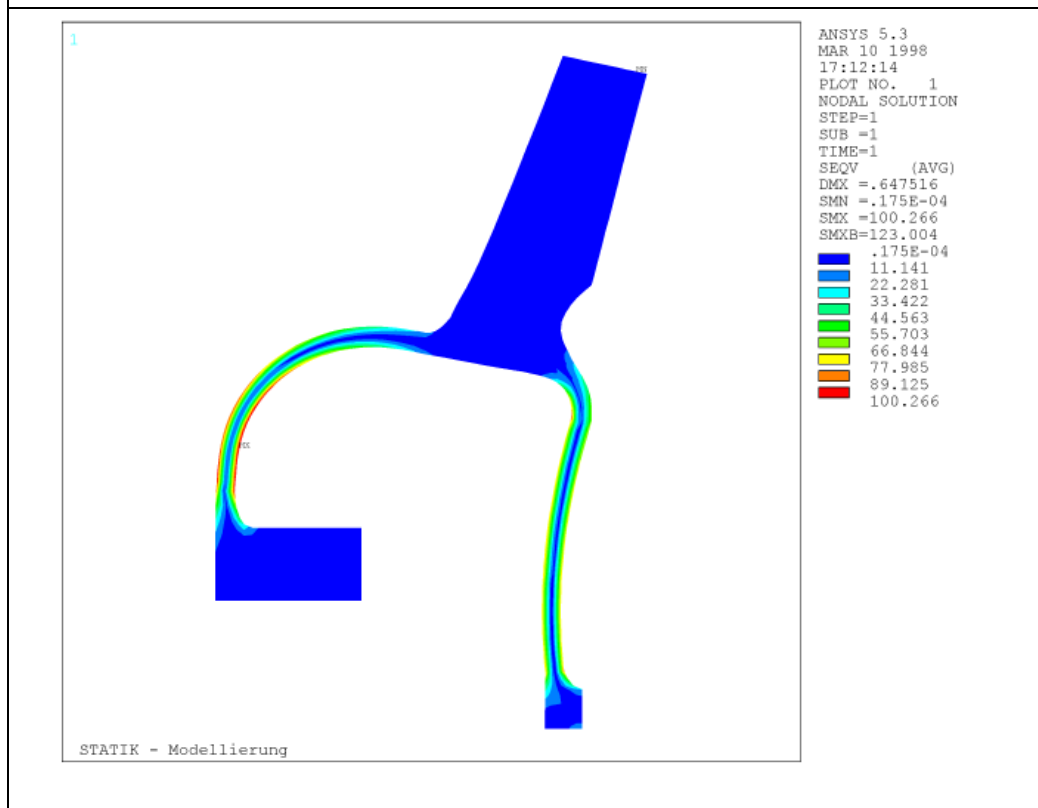 1
ANSYS 5.3
MAR 10 1998
17:12:14
PLOT NO. 1
NODAL SOLUTION
STEP=1
SUB =1
TIME=1
SEQV (AVG)
DMX =.647516
SMN =.175E-04
SMX =100.266
SMXB=123.004
.175E-04
11.141
22.281
33.422
44.563
55.703
66.844
77.985
89.125
100.266
MX
STATIK - Modellierung